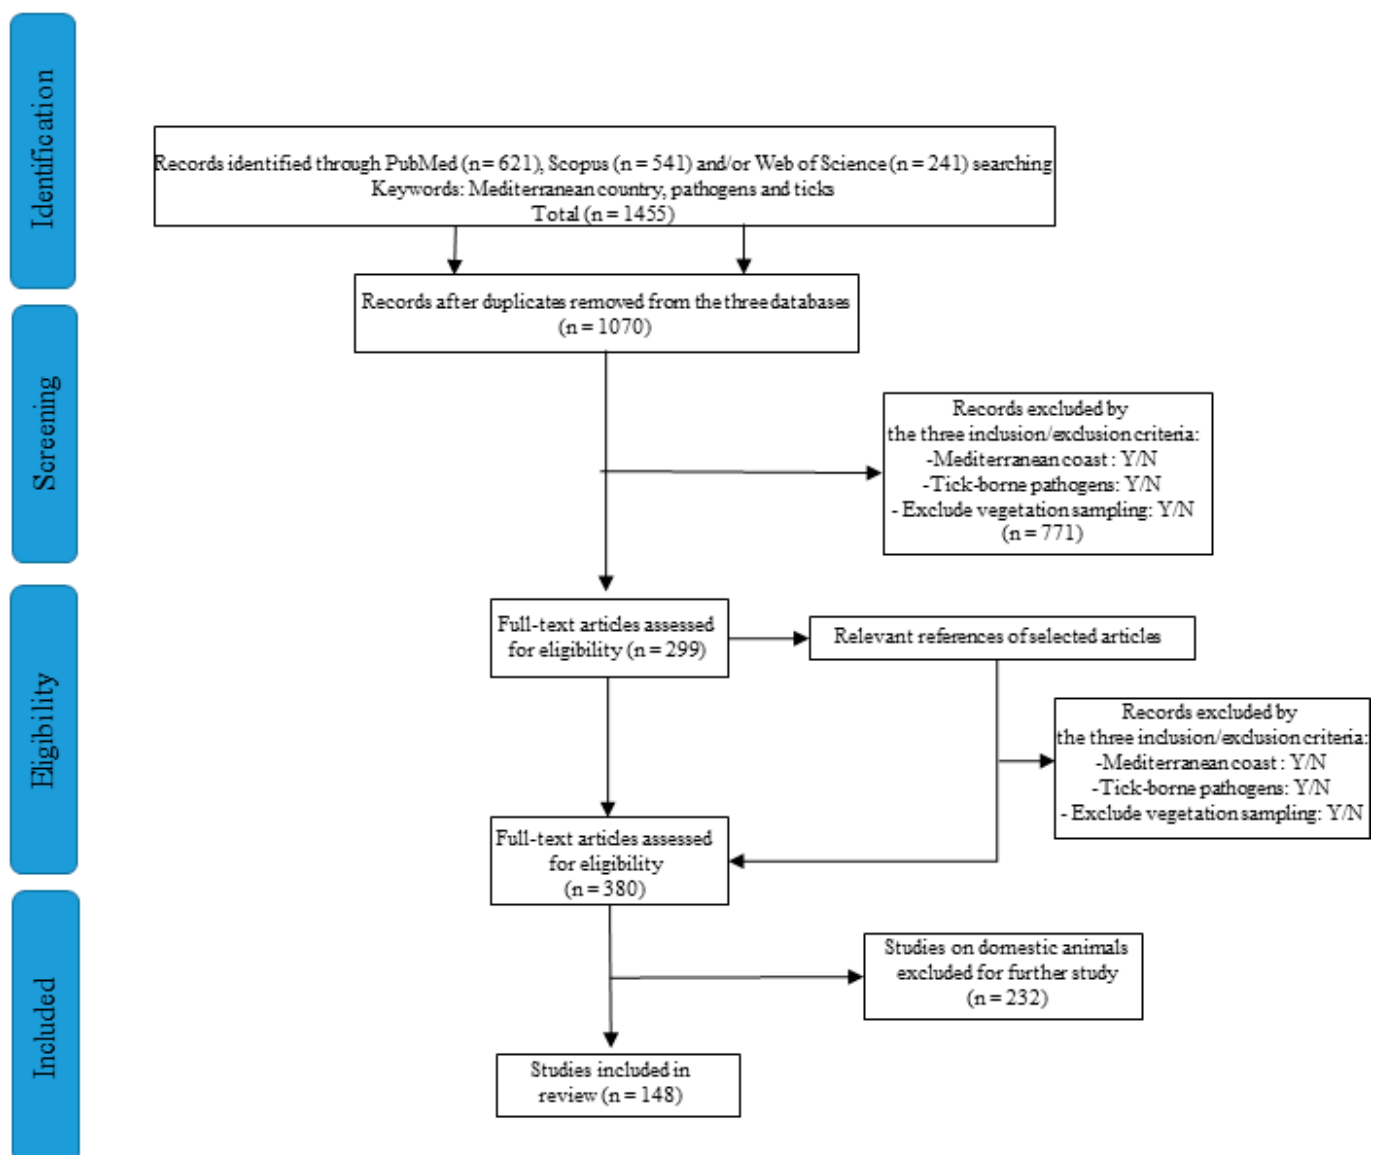 Identification
Records identified through PubMed (n = 621), Scopus (n = 541) and/or Web of Science (n = 241) searching
Keywords: Mediterranean country, pathogens and ticks
Total (n = 1455)
Records after duplicates removed from the three databases
(n = 1070)
Screening
Records excluded by
the three inclusion/exclusion criteria:
-Mediterranean coast : Y/N
-Tick-borne pathogens: Y/N
- Exclude vegetation sampling: Y/N
(n = 771)
Eligibility
Full-text articles assessed
for eligibility (n = 299)
Relevant references of selected articles
Records excluded by
the three inclusion/exclusion criteria:
-Mediterranean coast : Y/N
-Tick-borne pathogens: Y/N
- Exclude vegetation sampling: Y/N
Full-text articles assessed
for eligibility
(n = 380)
Included
Studies on domestic animals
excluded for further study
(n = 232)
Studies included in
review (n = 148)